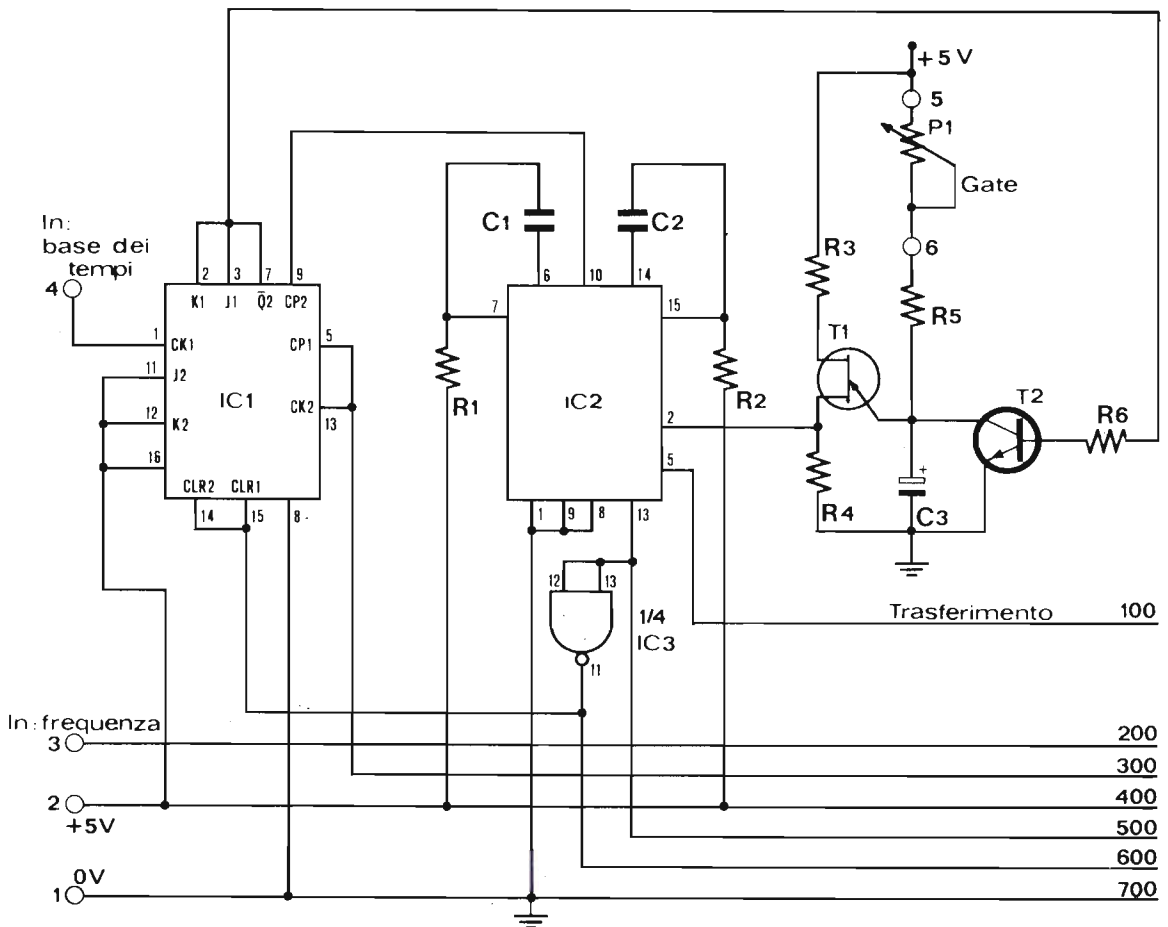 +5V
5
P1
Gate
6
R3
R5
T1
T2
R6
R4
C3
+
In:
base dei
tempi
4
2 3 7 9
K1 J1 Q̅2 CP2
1
CK1
CP1
5
11
J2
IC1
12
K2
CK2
13
16
CLR2 CLR1
14 15 8
C1
C2
6 10 14
7
15
R1
IC2
R2
2
5
1 9 8 13
12 13
1/4
IC3
11
Trasferimento 100
In: frequenza
3
200
300
2
400
+5V
500
600
0V
1
700